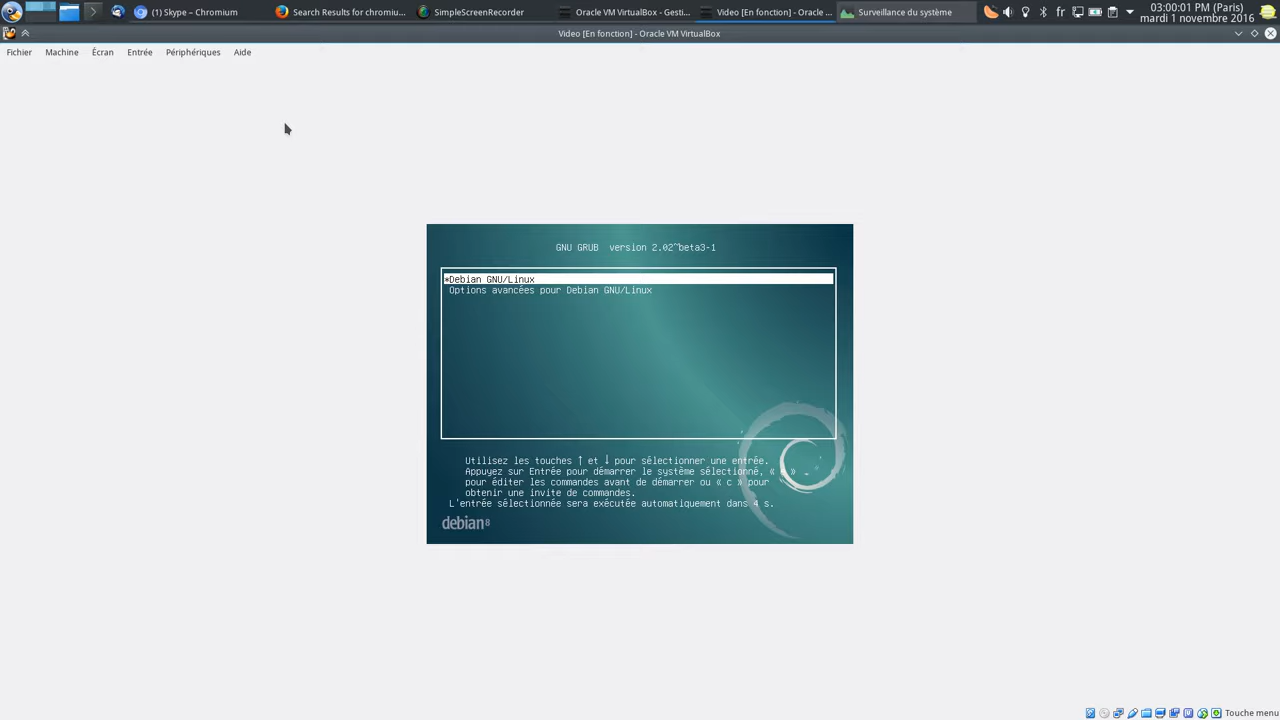 (1) Skype – Chromium
Search Results for chromiu...
SimpleScreenRecorder
Oracle VM VirtualBox - Gesti...
Video [En fonction] - Oracle ...
Surveillance du système
fr
03:00:01 PM (Paris)
mardi 1 novembre 2016
Video [En fonction] - Oracle VM VirtualBox
Fichier Machine Écran Entrée Périphériques Aide
GNU GRUB version 2.02~beta3-1
*Debian GNU/Linux
Options avancées pour Debian GNU/Linux
Utilisez les touches ↑ et ↓ pour sélectionner une entrée.
Appuyez sur Entrée pour démarrer le système sélectionné, « »
pour éditer les commandes avant de démarrer ou « c » pour
obtenir une invite de commandes.
L'entrée sélectionnée sera exécutée automatiquement dans 4 s.
debian 8
Touche menu